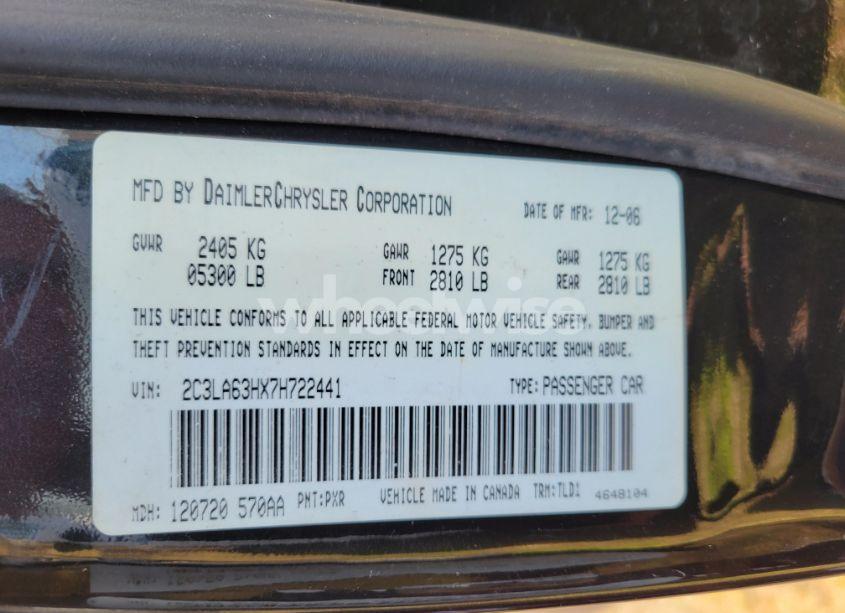 MFD BY DAIMLERCHRYSLER CORPORATION DATE OF MFR: 12-06
GVWR 2405 KG GAWR 1275 KG GAWR 1275 KG
05300 LB FRONT 2810 LB REAR 2810 LB
wheelwise
THIS VEHICLE CONFORMS TO ALL APPLICABLE FEDERAL MOTOR VEHICLE SAFETY, BUMPER AND
THEFT PREVENTION STANDARDS IN EFFECT ON THE DATE OF MANUFACTURE SHOWN ABOVE.
VIN: 2C3LA63HX7H722441 TYPE: PASSENGER CAR
MDH: 120720 570AA PNT:PXR VEHICLE MADE IN CANADA TRM:TLD1 4648104